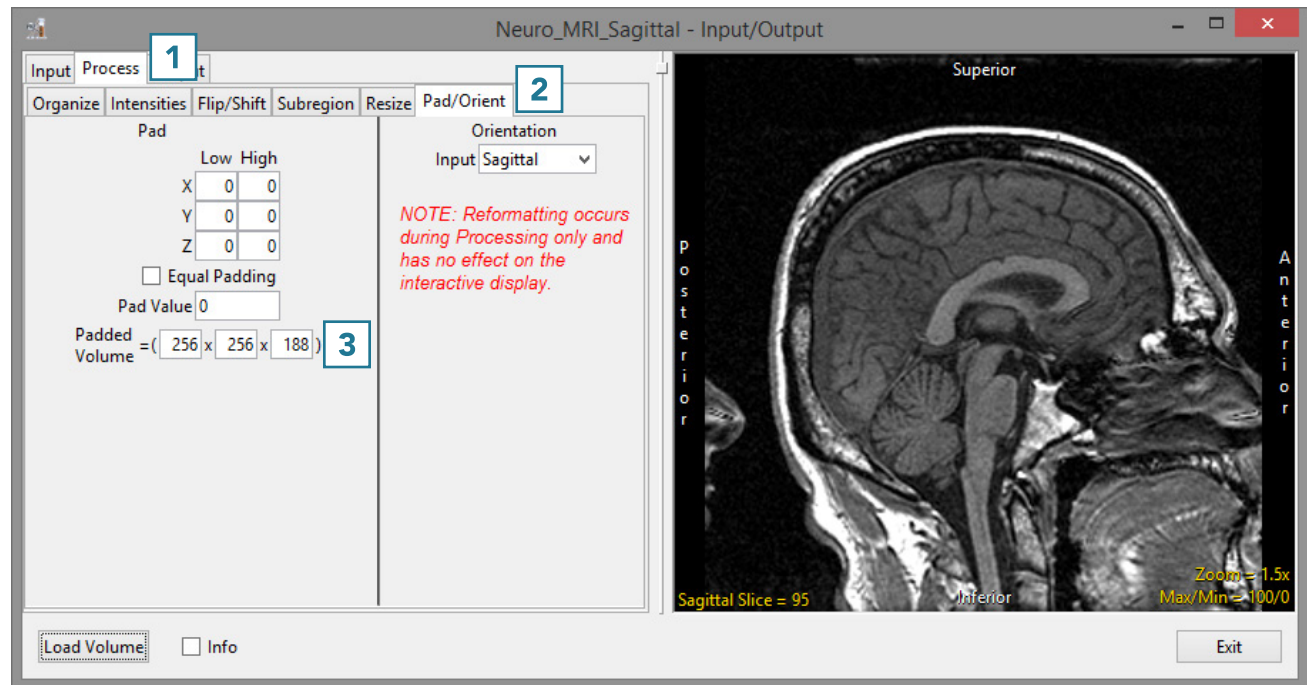 Neuro_MRI_Sagittal - Input/Output
Input Process 1 t
Organize Intensities Flip/Shift Subregion Resize Pad/Orient 2
Pad
Low High
X 0 0
Y 0 0
Z 0 0
Equal Padding
Pad Value 0
Padded Volume =( 256 x 256 x 188 ) 3
Orientation
Input Sagittal
NOTE: Reformatting occurs
during Processing only and
has no effect on the
interactive display.
Superior
Posterior
Anterior
Sagittal Slice = 95
Inferior
Zoom = 1.5x
Max/Min = 100/0
Load Volume Info Exit